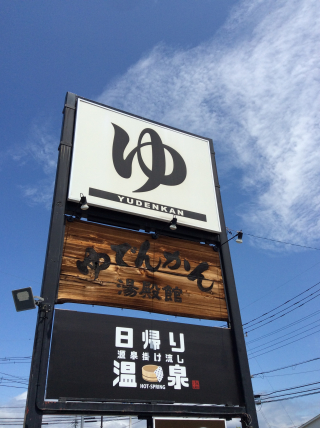 ゆ
YUDENKAN
ゆでんかん
湯殿館
日帰り
温泉掛け流し
温泉
HOT-SPRING